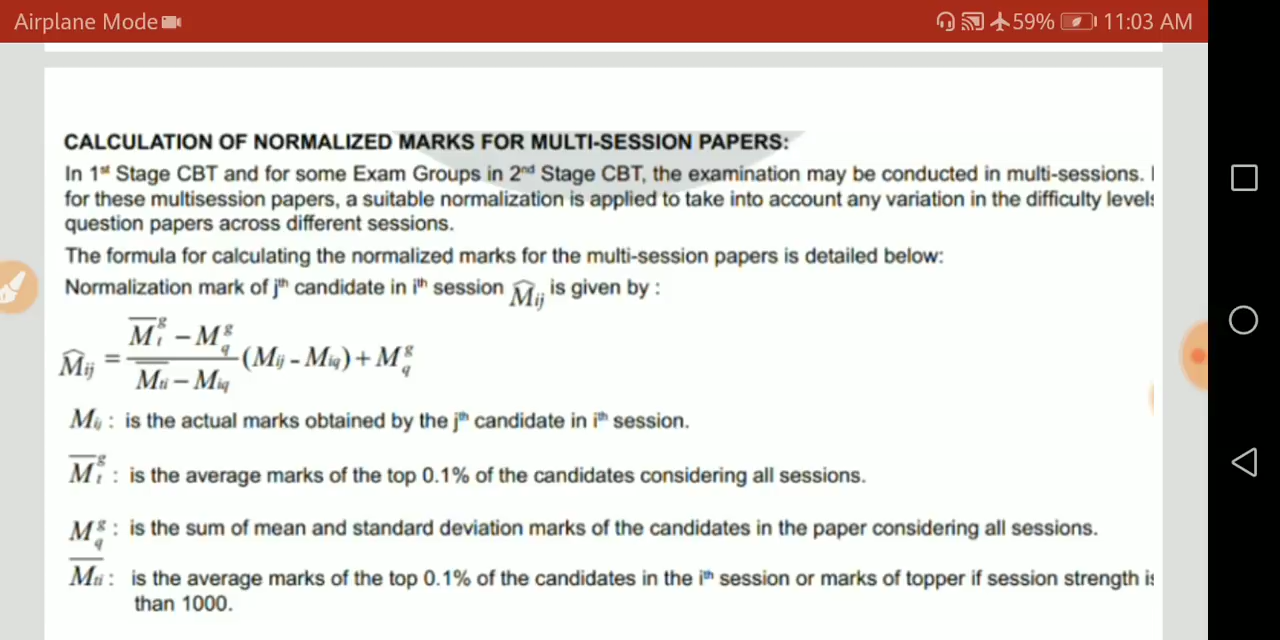 Airplane Mode
59% 11:03 AM
CALCULATION OF NORMALIZED MARKS FOR MULTI-SESSION PAPERS:
In 1st Stage CBT and for some Exam Groups in 2nd Stage CBT, the examination may be conducted in multi-sessions.
for these multisession papers, a suitable normalization is applied to take into account any variation in the difficulty levels
question papers across different sessions.
The formula for calculating the normalized marks for the multi-session papers is detailed below:
Normalization mark of jth candidate in ith session M̂ij is given by :
M̂ij = (M̄tg − Mqg) / (M̄ti − Miq) (Mij - Miq) + Mqg
Mij : is the actual marks obtained by the jth candidate in ith session.
M̄tg : is the average marks of the top 0.1% of the candidates considering all sessions.
Mqg : is the sum of mean and standard deviation marks of the candidates in the paper considering all sessions.
M̄ti : is the average marks of the top 0.1% of the candidates in the ith session or marks of topper if session strength is
than 1000.